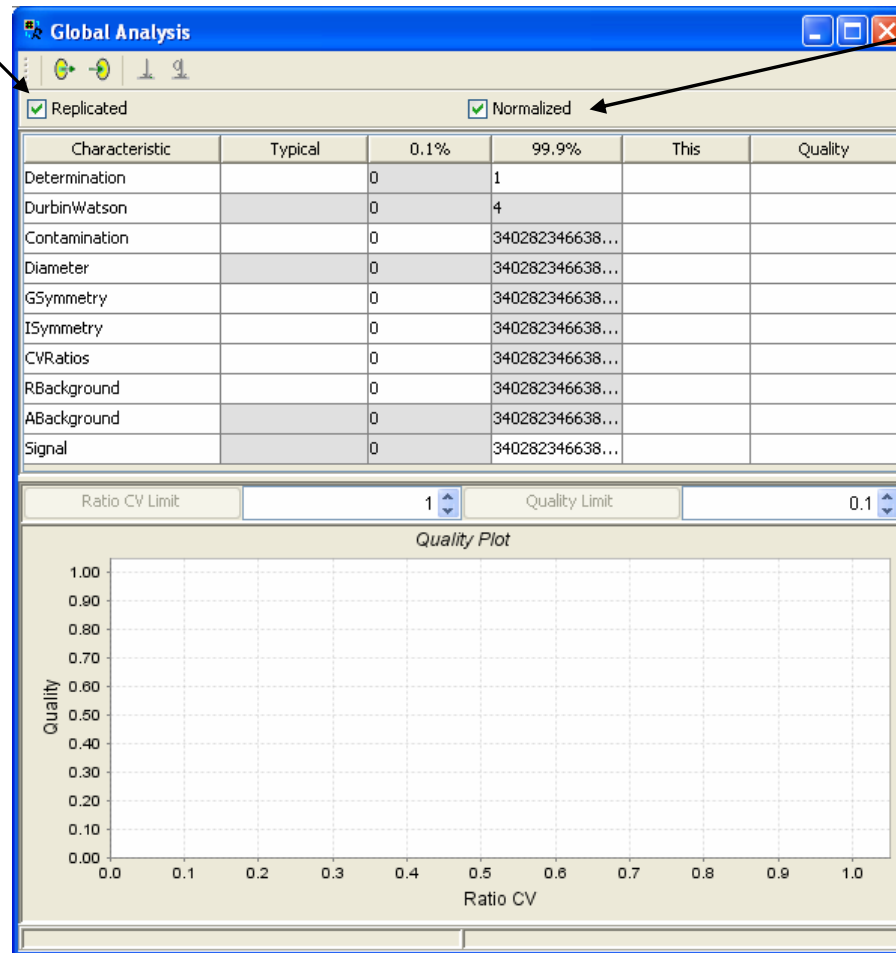 Global Analysis
Replicated Normalized
Characteristic Typical 0.1% 99.9% This Quality
Determination 0 1
DurbinWatson 0 4
Contamination 0 340282346638...
Diameter 0 340282346638...
GSymmetry 0 340282346638...
ISymmetry 0 340282346638...
CVRatios 0 340282346638...
RBackground 0 340282346638...
ABackground 0 340282346638...
Signal 0 340282346638...
Ratio CV Limit 1 Quality Limit 0.1
Quality Plot
1.00
0.90
0.80
0.70
0.60
0.50
0.40
0.30
0.20
0.10
0.00
Quality
0.0 0.1 0.2 0.3 0.4 0.5 0.6 0.7 0.8 0.9 1.0
Ratio CV